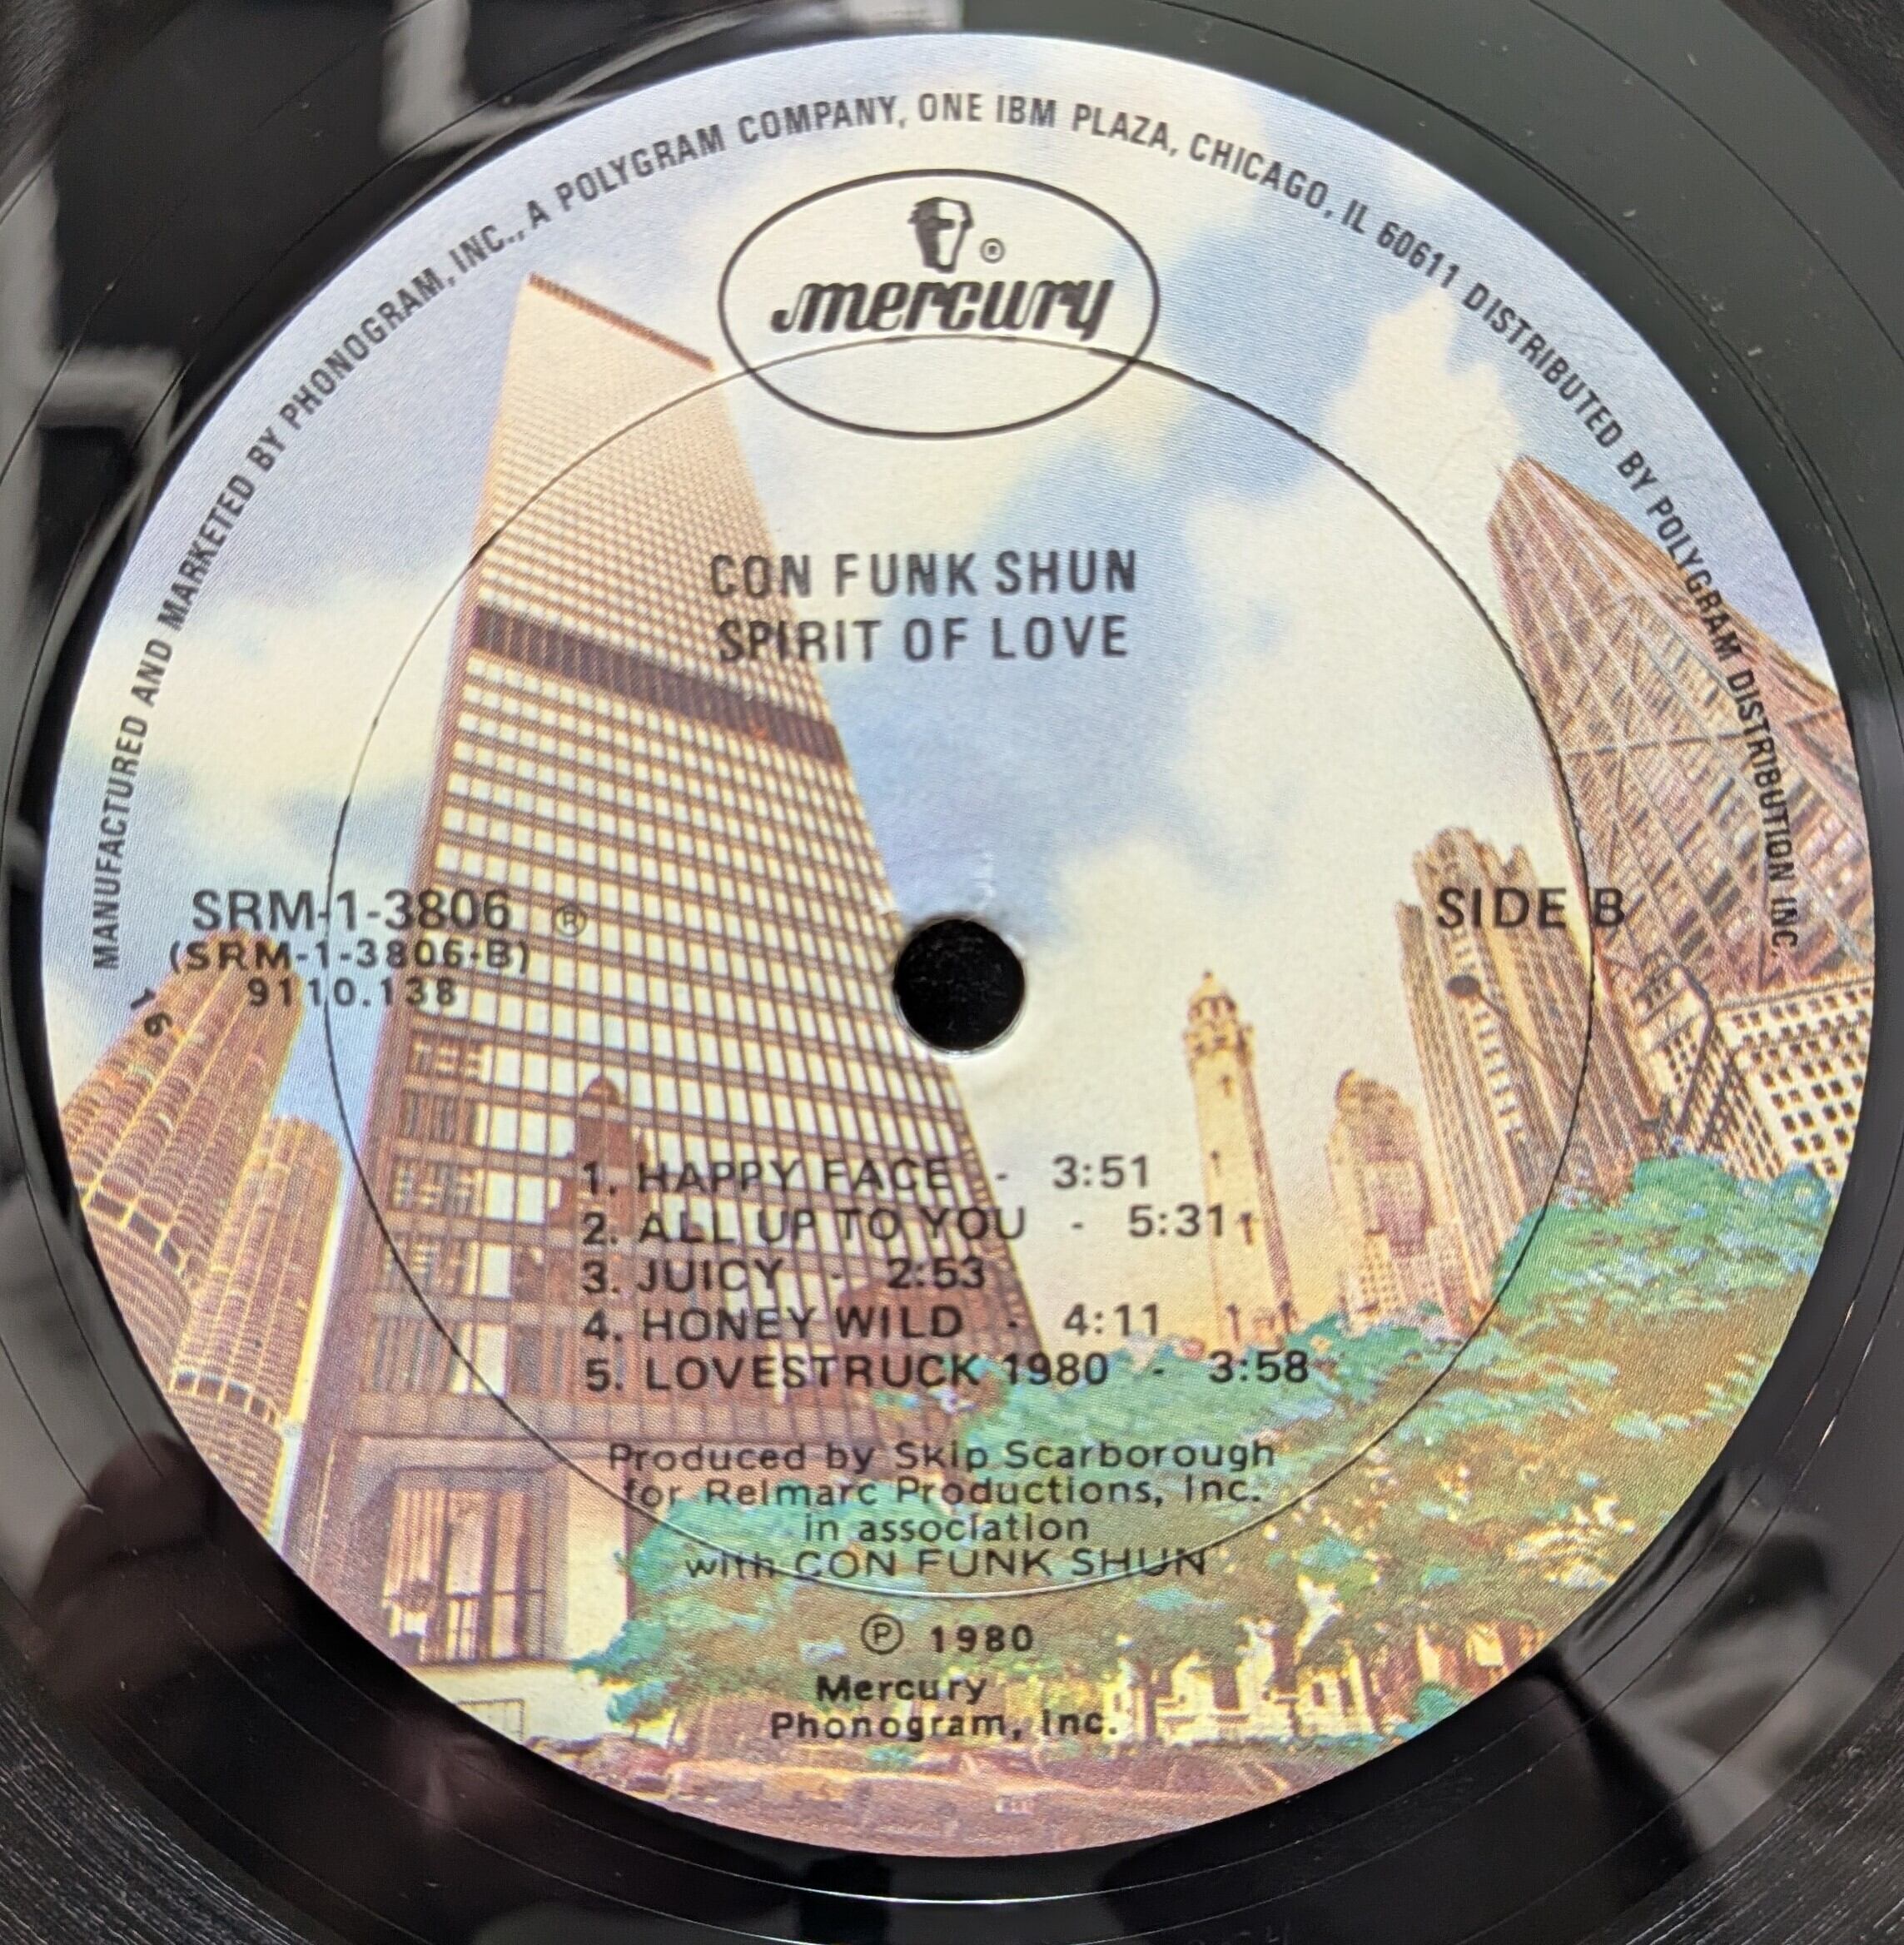 MANUFACTURED AND MARKETED BY PHONOGRAM, INC., A POLYGRAM COMPANY, ONE IBM PLAZA, CHICAGO, IL 60611 DISTRIBUTED BY POLYGRAM DISTRIBUTION INC.
®
mercury
CON FUNK SHUN
SPIRIT OF LOVE
SRM-1-3806 ®
(SRM-1-3806-B)
9110.138
SIDE B
1. HAPPY FACE - 3:51
2. ALL UP TO YOU - 5:31
3. JUICY - 2:53
4. HONEY WILD - 4:11
5. LOVESTRUCK 1980 - 3:58
Produced by Skip Scarborough
for Relmarc Productions, Inc.
in association
with CON FUNK SHUN
℗ 1980
Mercury
Phonogram, Inc.